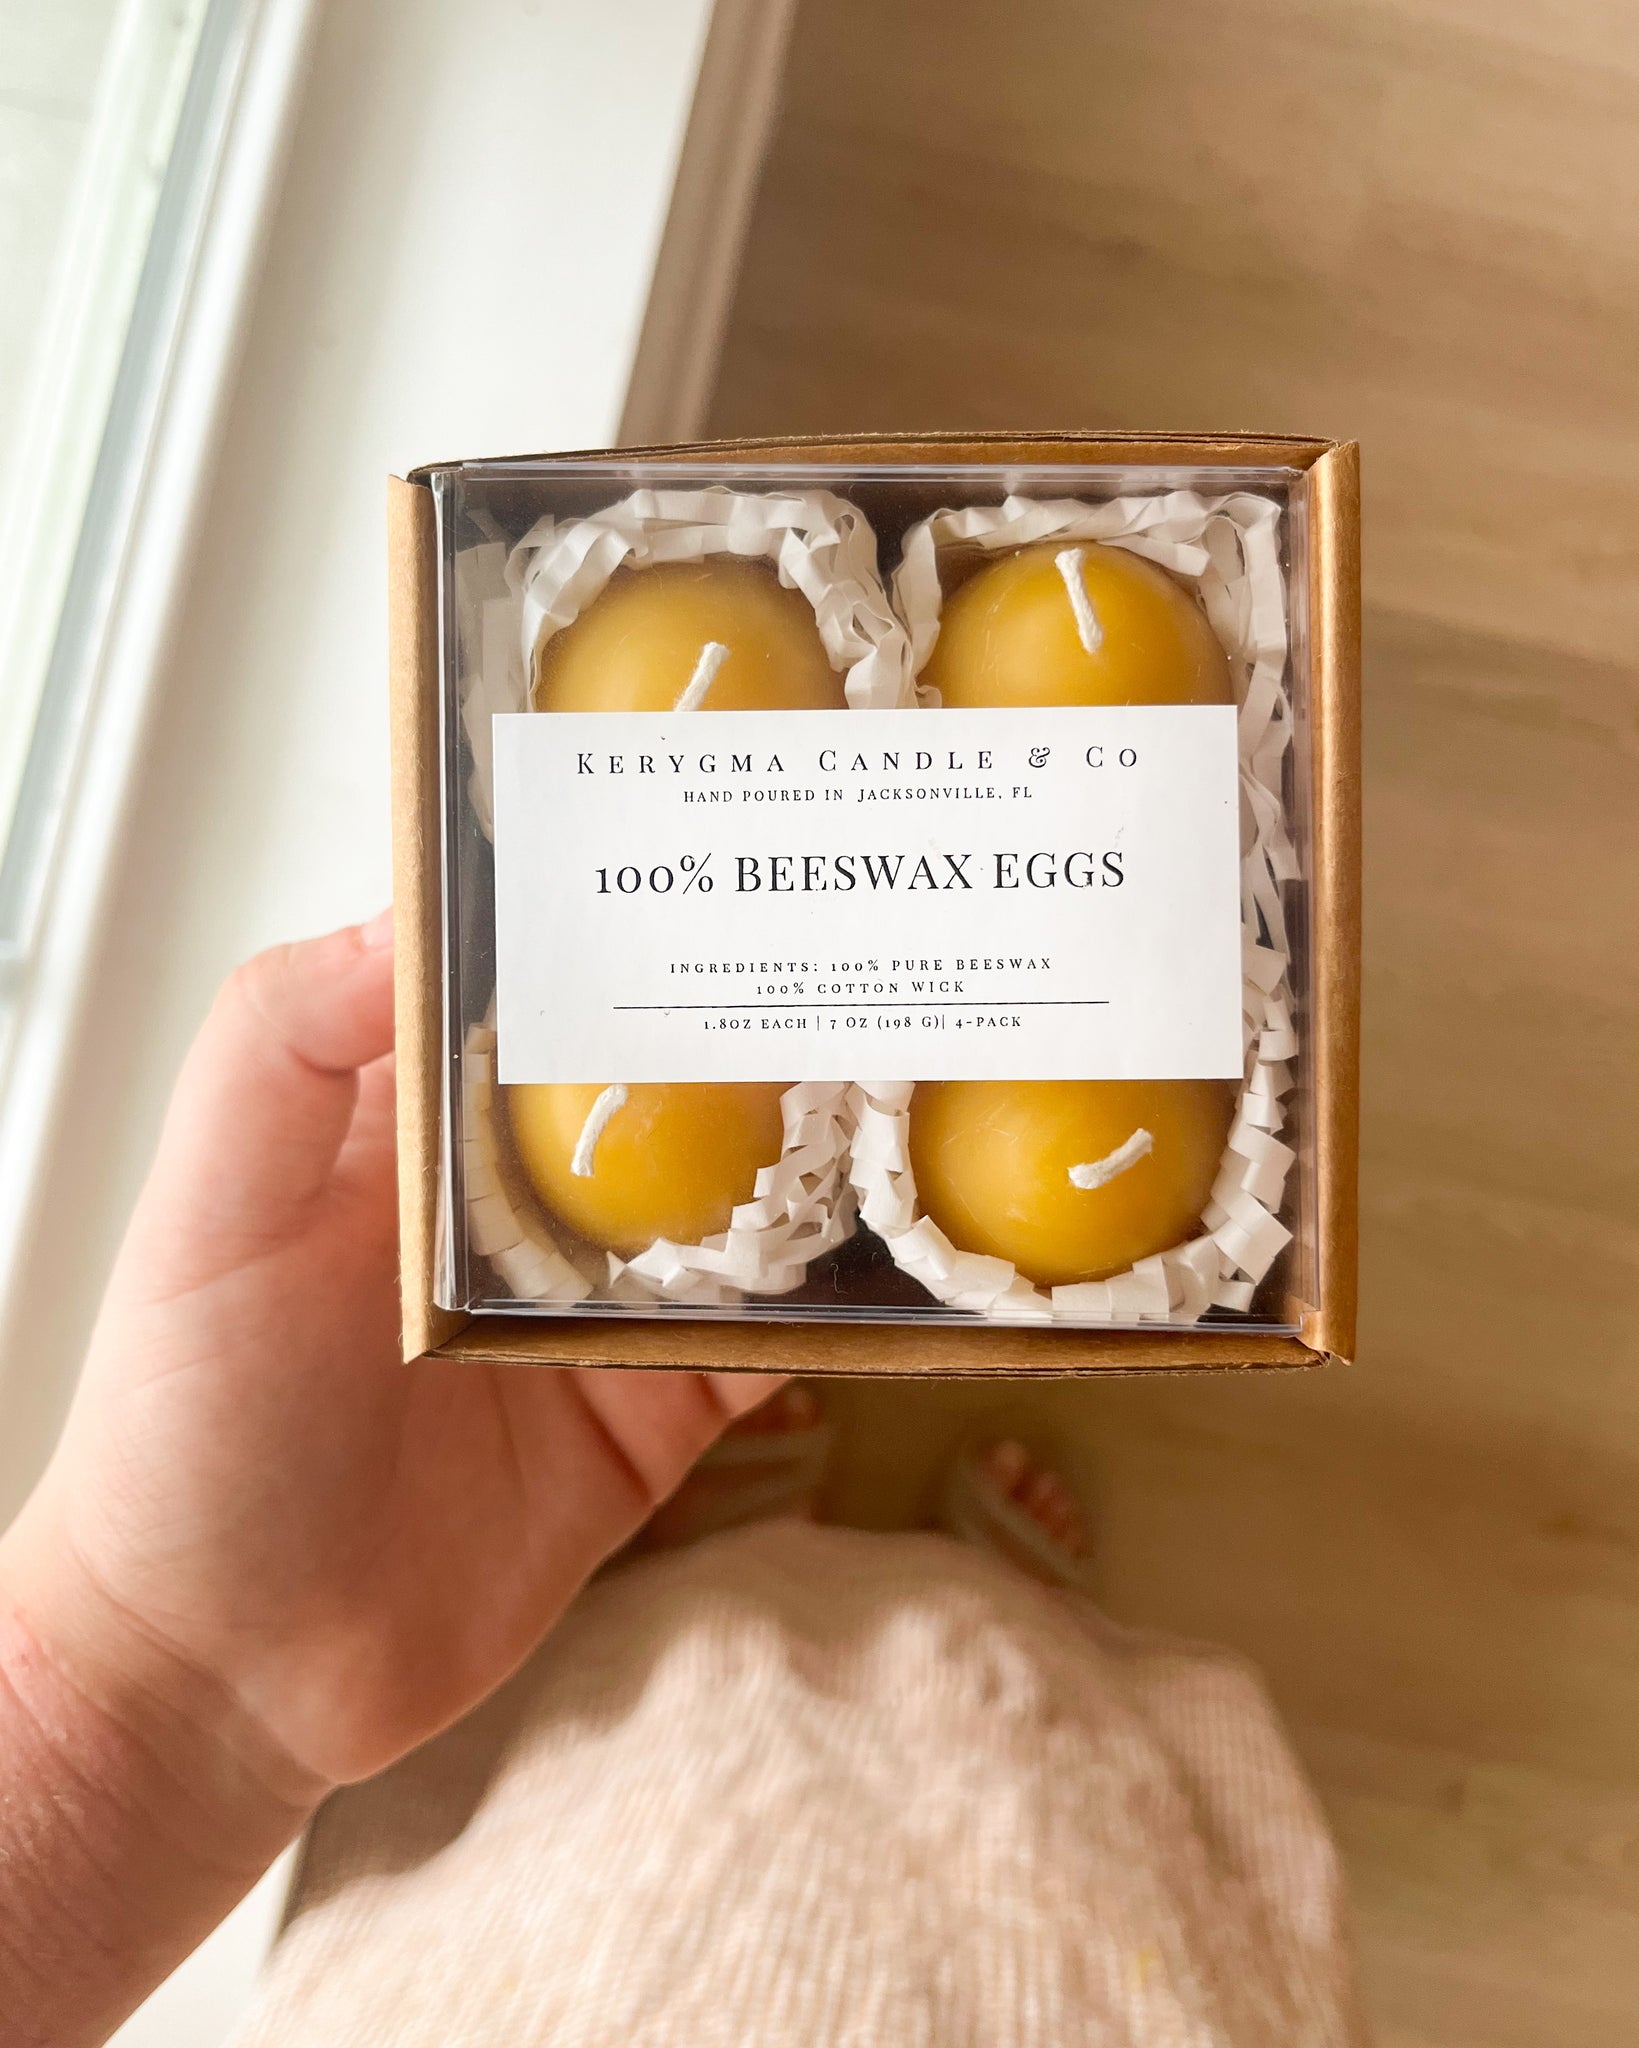 KERYGMA CANDLE & CO
HAND POURED IN JACKSONVILLE, FL
100% BEESWAX EGGS
INGREDIENTS: 100% PURE BEESWAX
100% COTTON WICK
1.8OZ EACH | 7 OZ (198 G)| 4-PACK